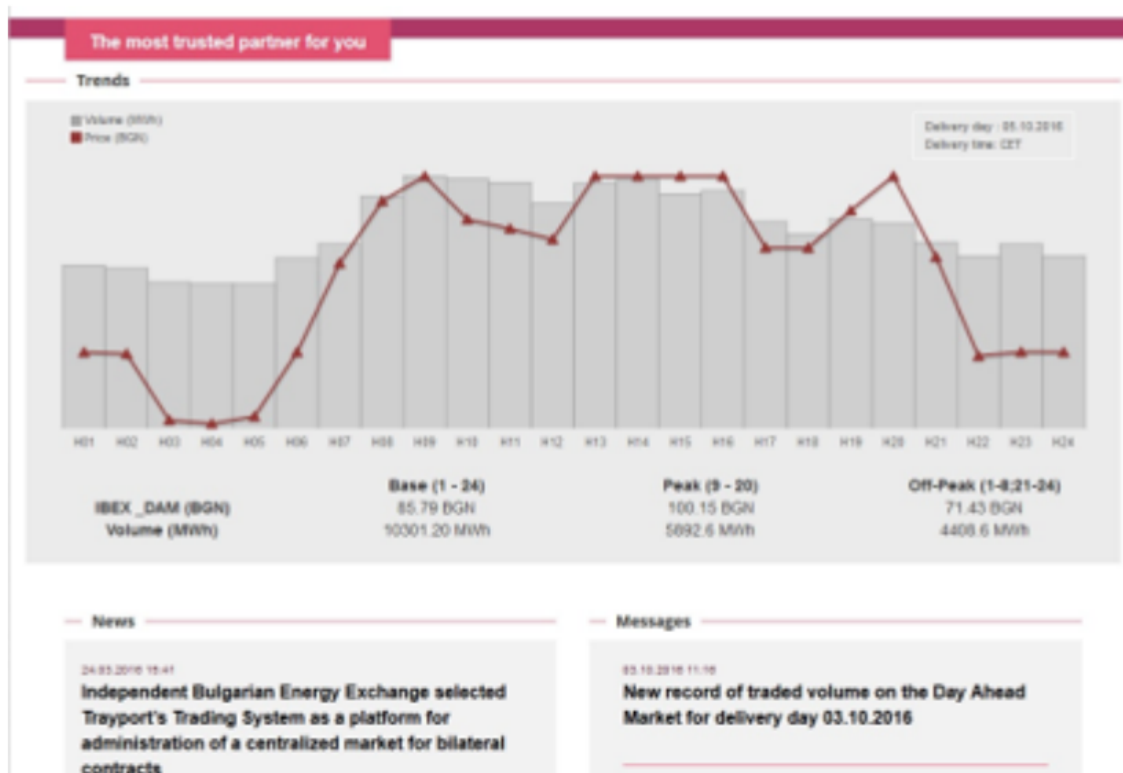 The most trusted partner for you
Trends
Volume (MWh)
Price (BGN)
Delivery day : 05.10.2016
Delivery time: CET
H01 H02 H03 H04 H05 H06 H07 H08 H09 H10 H11 H12 H13 H14 H15 H16 H17 H18 H19 H20 H21 H22 H23 H24
Base (1 - 24) Peak (9 - 20) Off-Peak (1-8;21-24)
IBEX _DAM (BGN) 85.79 BGN 100.15 BGN 71.43 BGN
Volume (MWh) 10301.20 MWh 5892.6 MWh 4408.6 MWh
News
24.03.2016 15:41
Independent Bulgarian Energy Exchange selected
Trayport's Trading System as a platform for
administration of a centralized market for bilateral
contracts
Messages
03.10.2016 11:16
New record of traded volume on the Day Ahead
Market for delivery day 03.10.2016